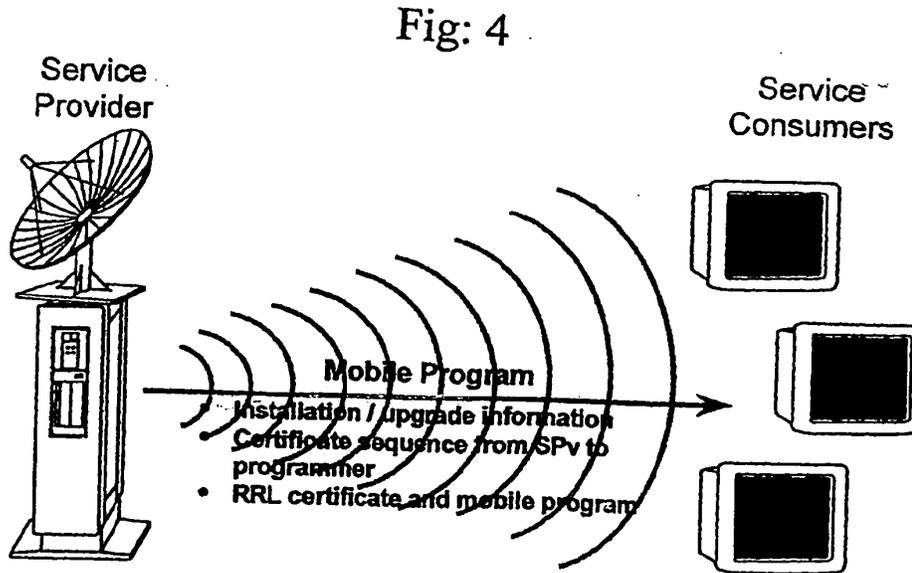 Fig: 4
Service
Provider
Service
Consumers
Mobile Program
• Installation / upgrade information
• Certificate sequence from SPv to
programmer
• RRL certificate and mobile program